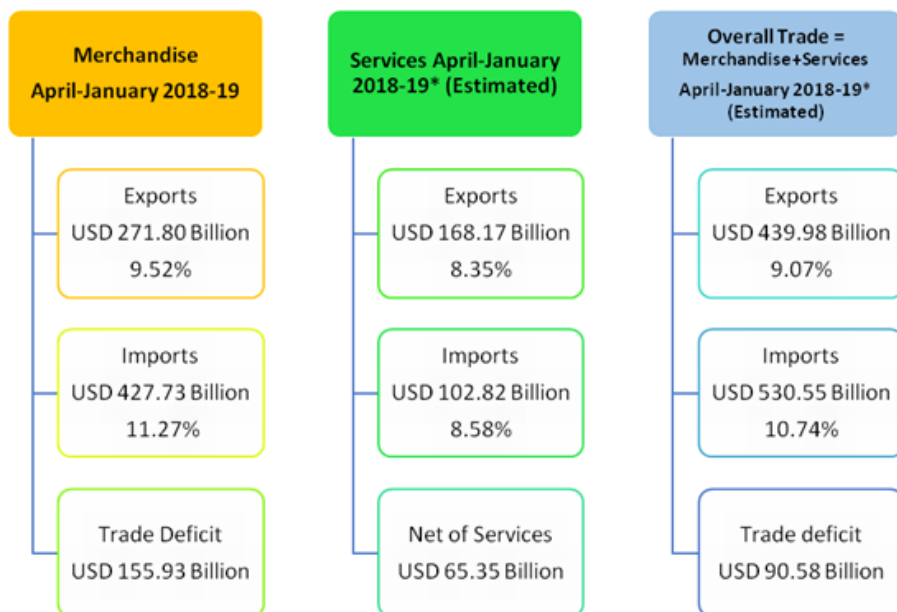 Merchandise
April-January 2018-19
Exports
USD 271.80 Billion
9.52%
Imports
USD 427.73 Billion
11.27%
Trade Deficit
USD 155.93 Billion
Services April-January
2018-19* (Estimated)
Exports
USD 168.17 Billion
8.35%
Imports
USD 102.82 Billion
8.58%
Net of Services
USD 65.35 Billion
Overall Trade =
Merchandise+Services
April-January 2018-19*
(Estimated)
Exports
USD 439.98 Billion
9.07%
Imports
USD 530.55 Billion
10.74%
Trade deficit
USD 90.58 Billion